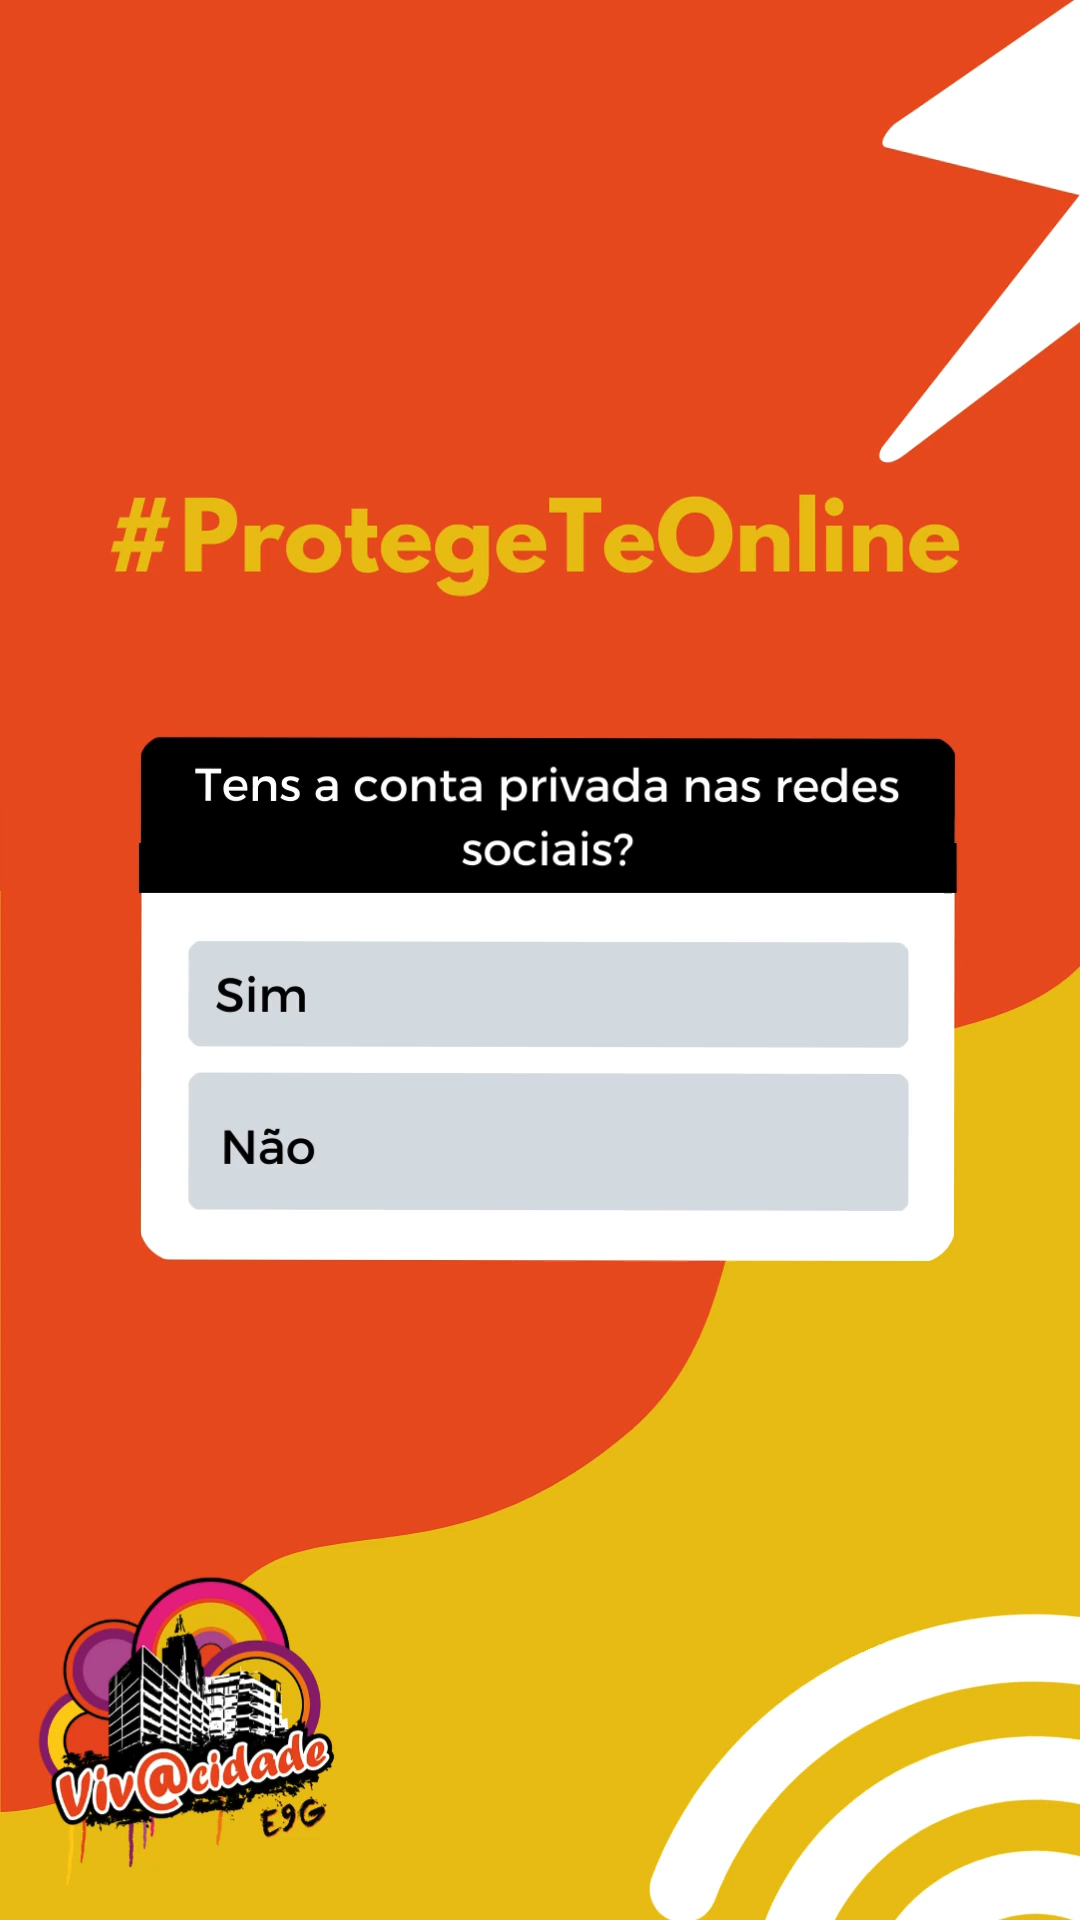 #ProtegeTeOnline
Tens a conta privada nas redes
sociais?
Sim
Não
Viv@cidade
E9G